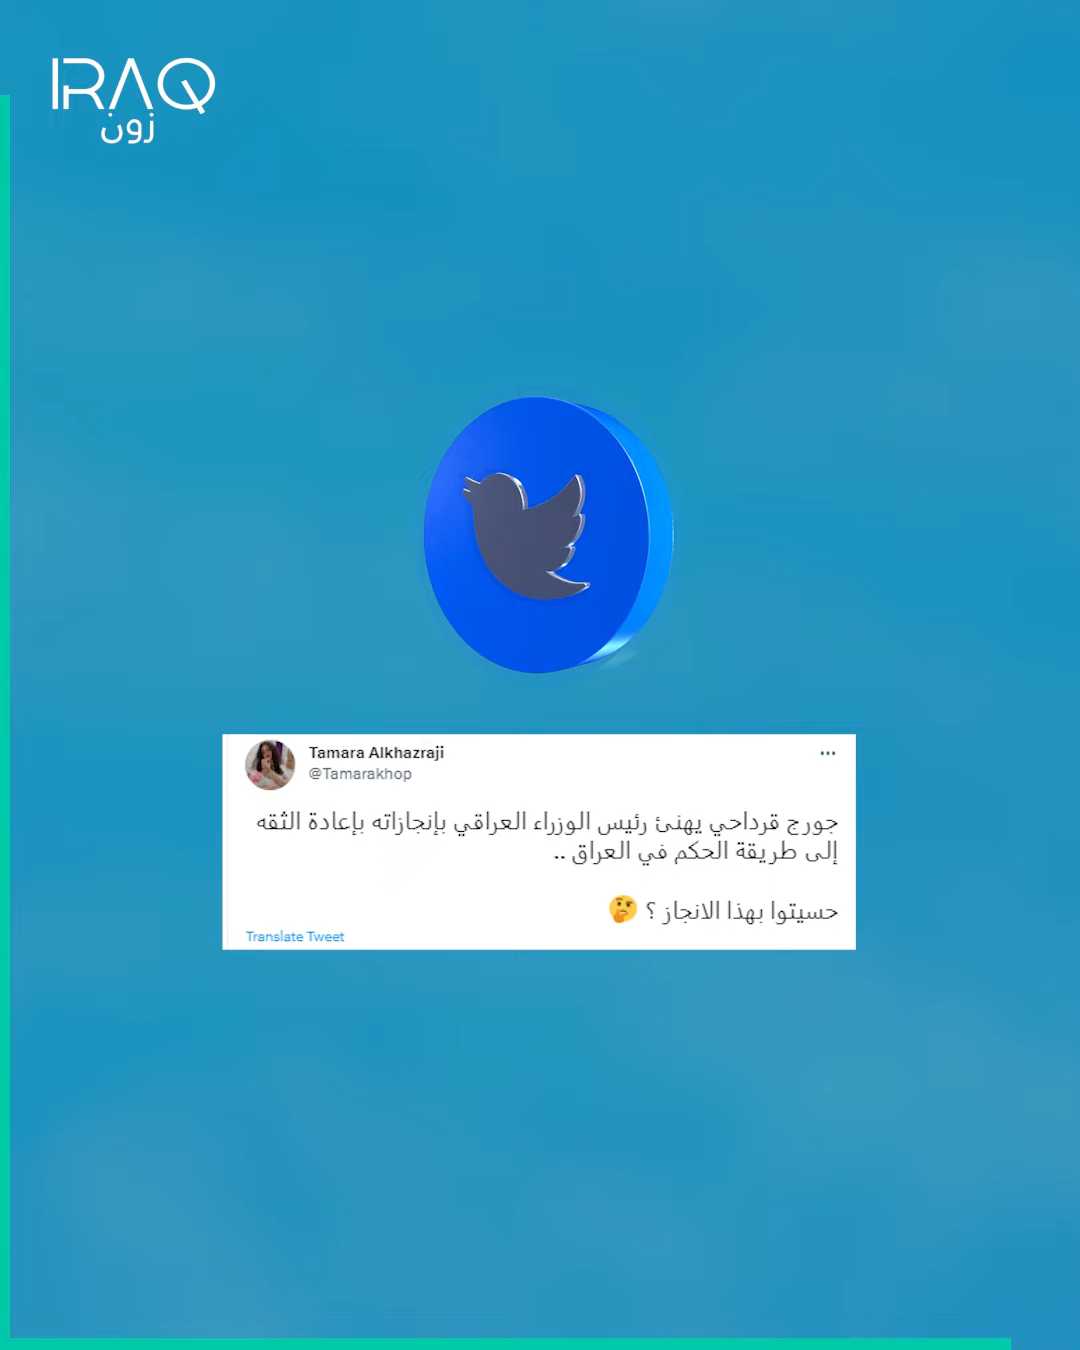 IRAQ
زون
Tamara Alkhazraji
@Tamarakhop
جورج قرداحي يهنئ رئيس الوزراء العراقي بإنجازاته بإعادة الثقه
إلى طريقة الحكم في العراق ..
حسيتوا بهذا الانجاز ؟ 🤔
Translate Tweet